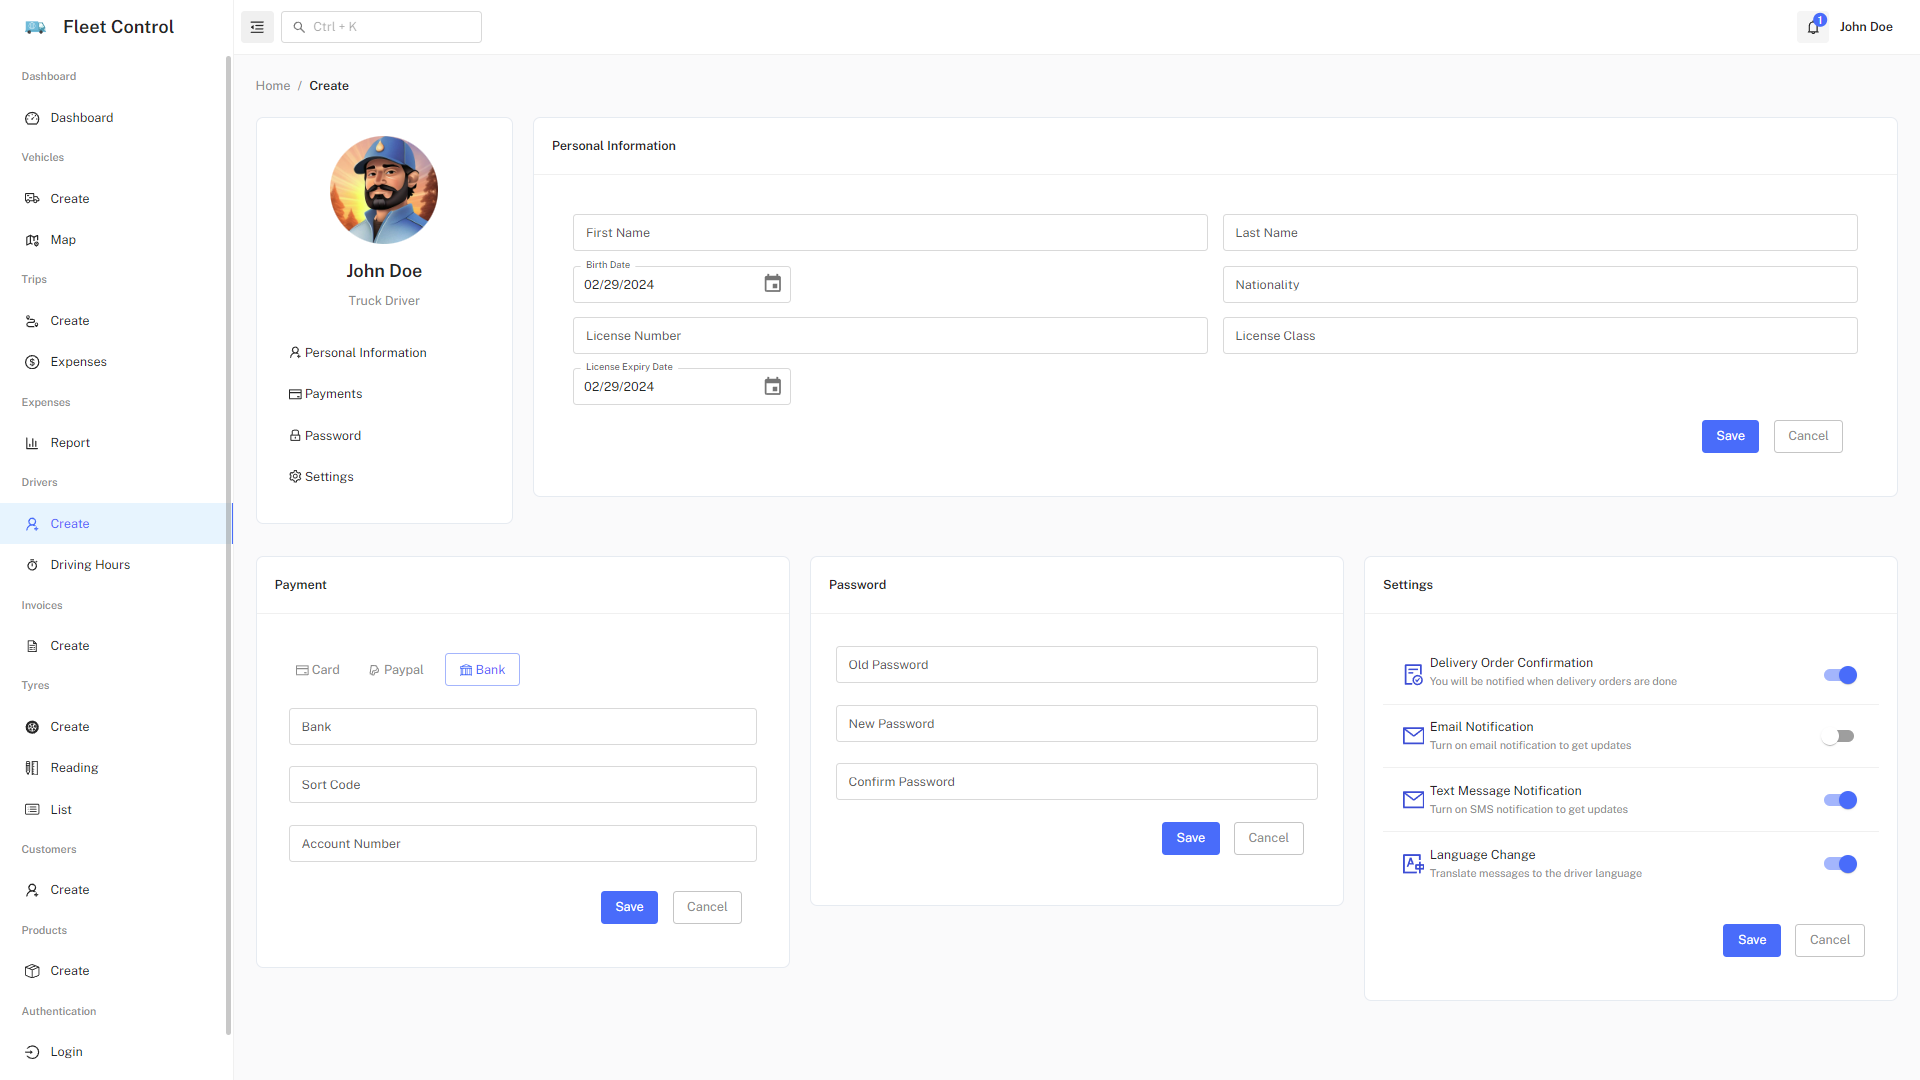 Fleet Control
Ctrl + K
1
John Doe
Dashboard
Dashboard
Vehicles
Create
Map
Trips
Create
Expenses
Expenses
Report
Drivers
Create
Driving Hours
Invoices
Create
Tyres
Create
Reading
List
Customers
Create
Products
Create
Authentication
Login
Home / Create
John Doe
Truck Driver
Personal Information
Payments
Password
Settings
Personal Information
First Name
Last Name
Birth Date
02/29/2024
Nationality
License Number
License Class
License Expiry Date
02/29/2024
Save
Cancel
Payment
Card
Paypal
Bank
Bank
Sort Code
Account Number
Save
Cancel
Password
Old Password
New Password
Confirm Password
Save
Cancel
Settings
Delivery Order Confirmation
You will be notified when delivery orders are done
Email Notification
Turn on email notification to get updates
Text Message Notification
Turn on SMS notification to get updates
Language Change
Translate messages to the driver language
Save
Cancel